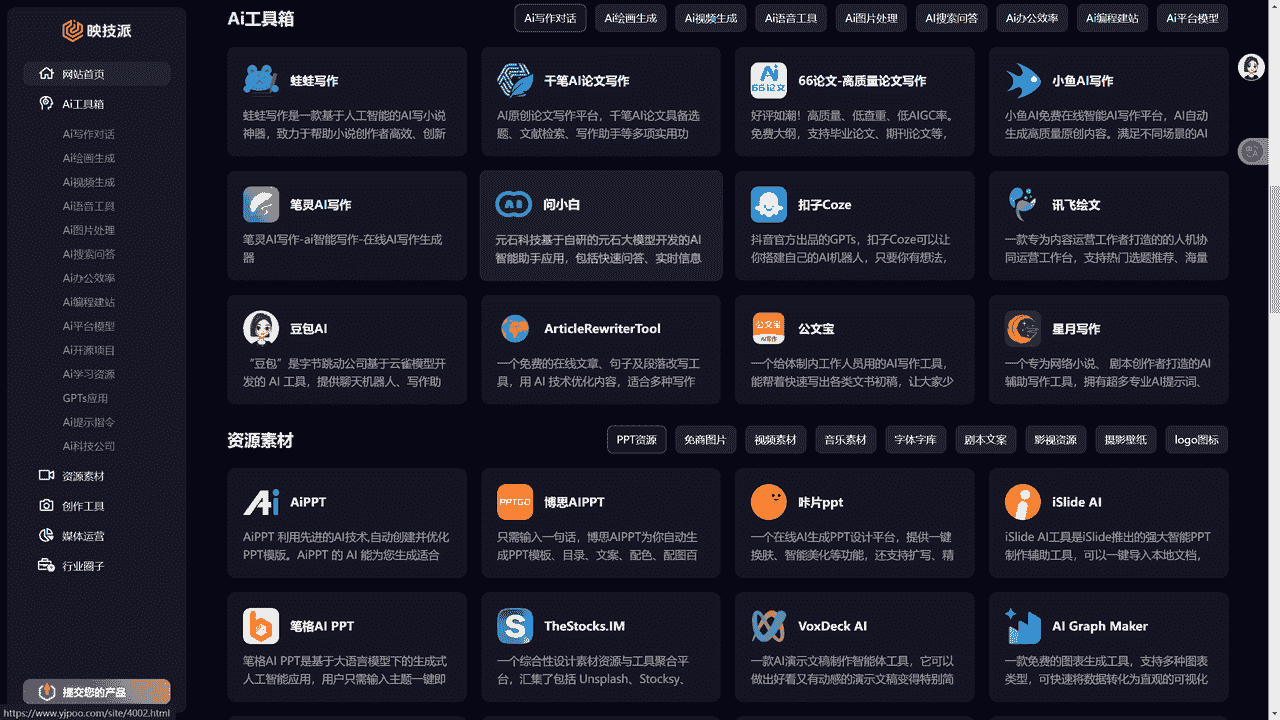 映技派
网站首页
Ai工具箱
Ai写作对话
Ai绘画生成
Ai视频生成
Ai语音工具
Ai图片处理
Ai搜索问答
Ai办公效率
Ai编程建站
Ai平台模型
Ai开源项目
Ai学习资源
GPTs应用
Ai提示指令
Ai科技公司
资源素材
创作工具
媒体运营
行业圈子
提交您的产品
https://www.yjpoo.com/site/4002.html
Ai工具箱
Ai写作对话 Ai绘画生成 Ai视频生成 Ai语音工具 Ai图片处理 Ai搜索问答 Ai办公效率 Ai编程建站 Ai平台模型
蛙蛙写作
蛙蛙写作是一款基于人工智能的AI写小说
神器，致力于帮助小说创作者高效、创新
千笔AI论文写作
AI原创论文写作平台，千笔AI论文具备选
题、文献检索、写作助手等多项实用功
66论文-高质量论文写作
好评如潮！高质量、低查重、低AIGC率。
免费大纲，支持毕业论文、期刊论文等，
小鱼AI写作
小鱼AI免费在线智能AI写作平台，AI自动
生成高质量原创内容。满足不同场景的AI
笔灵AI写作
笔灵AI写作-ai智能写作-在线AI写作生成
器
问小白
元石科技基于自研的元石大模型开发的AI
智能助手应用，包括快速问答、实时信息
扣子Coze
抖音官方出品的GPTs，扣子Coze可以让
你搭建自己的AI机器人，只要你有想法，
讯飞绘文
一款专为内容运营工作者打造的的人机协
同运营工作台，支持热门选题推荐、海量
豆包AI
“豆包”是字节跳动公司基于云雀模型开
发的 AI 工具，提供聊天机器人、写作助
ArticleRewriterTool
一个免费的在线文章、句子及段落改写工
具，用 AI 技术优化内容，适合多种写作
公文宝
一个给体制内工作人员用的AI写作工具，
能帮着快速写出各类文书初稿，让大家少
星月写作
一个专为网络小说、 剧本创作者打造的AI
辅助写作工具，拥有超多专业AI提示词、
资源素材
PPT资源 免商图片 视频素材 音乐素材 字体字库 剧本文案 影视资源 摄影壁纸 logo图标
AiPPT
AiPPT 利用先进的AI技术,自动创建并优化
PPT模版。AiPPT 的 AI 能为您生成适合
博思AIPPT
只需输入一句话，博思AIPPT为你自动生
成PPT模板、目录、文案、配色、配图百
咔片ppt
一个在线AI生成PPT设计平台，提供一键
换肤、智能美化等功能，还支持扩写、精
iSlide AI
iSlide AI工具是iSlide推出的强大智能PPT
制作辅助工具，可以一键导入本地文档，
笔格AI PPT
笔格AI PPT是基于大语言模型下的生成式
人工智能应用，用户只需输入主题一键即
TheStocks.IM
一个综合性设计素材资源与工具聚合平
台，汇集了包括 Unsplash、Stocksy、
VoxDeck AI
一款AI演示文稿制作智能体工具，它可以
做出好看又有动感的演示文稿变得特别简
AI Graph Maker
一款免费的图表生成工具，支持多种图表
类型，可快速将数据转化为直观的可视化